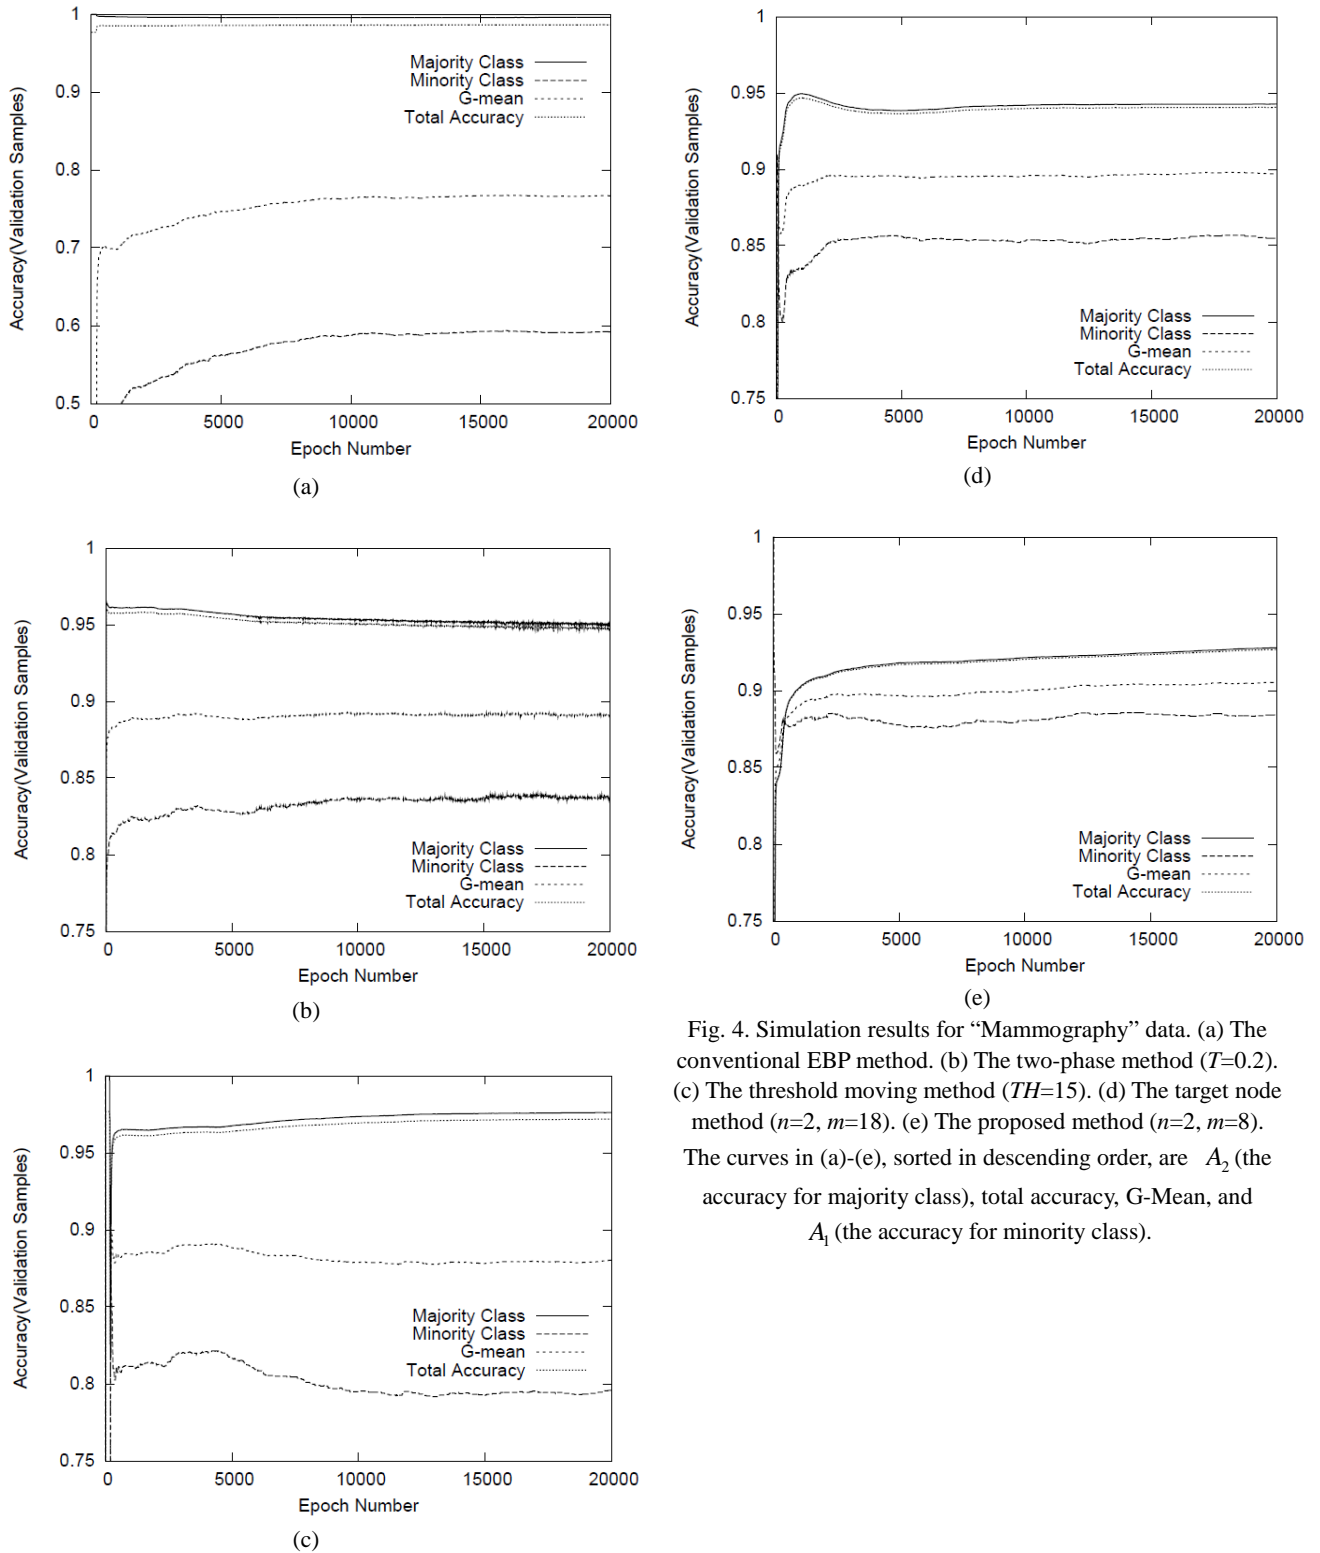 1
0.9
0.8
0.7
0.6
0.5
0
5000
10000
15000
20000
Accuracy(Validation Samples)
Epoch Number
Majority Class
Minority Class
G-mean
Total Accuracy
(a)
1
0.95
0.9
0.85
0.8
0.75
0
5000
10000
15000
20000
Accuracy(Validation Samples)
Epoch Number
Majority Class
Minority Class
G-mean
Total Accuracy
(b)
1
0.95
0.9
0.85
0.8
0.75
0
5000
10000
15000
20000
Accuracy(Validation Samples)
Epoch Number
Majority Class
Minority Class
G-mean
Total Accuracy
(c)
1
0.95
0.9
0.85
0.8
0.75
0
5000
10000
15000
20000
Accuracy(Validation Samples)
Epoch Number
Majority Class
Minority Class
G-mean
Total Accuracy
(d)
1
0.95
0.9
0.85
0.8
0.75
0
5000
10000
15000
20000
Accuracy(Validation Samples)
Epoch Number
Majority Class
Minority Class
G-mean
Total Accuracy
(e)
Fig. 4. Simulation results for “Mammography” data. (a) The
conventional EBP method. (b) The two-phase method (T=0.2).
(c) The threshold moving method (TH=15). (d) The target node
method (n=2, m=18). (e) The proposed method (n=2, m=8).
The curves in (a)-(e), sorted in descending order, are A2 (the
accuracy for majority class), total accuracy, G-Mean, and
A1 (the accuracy for minority class).